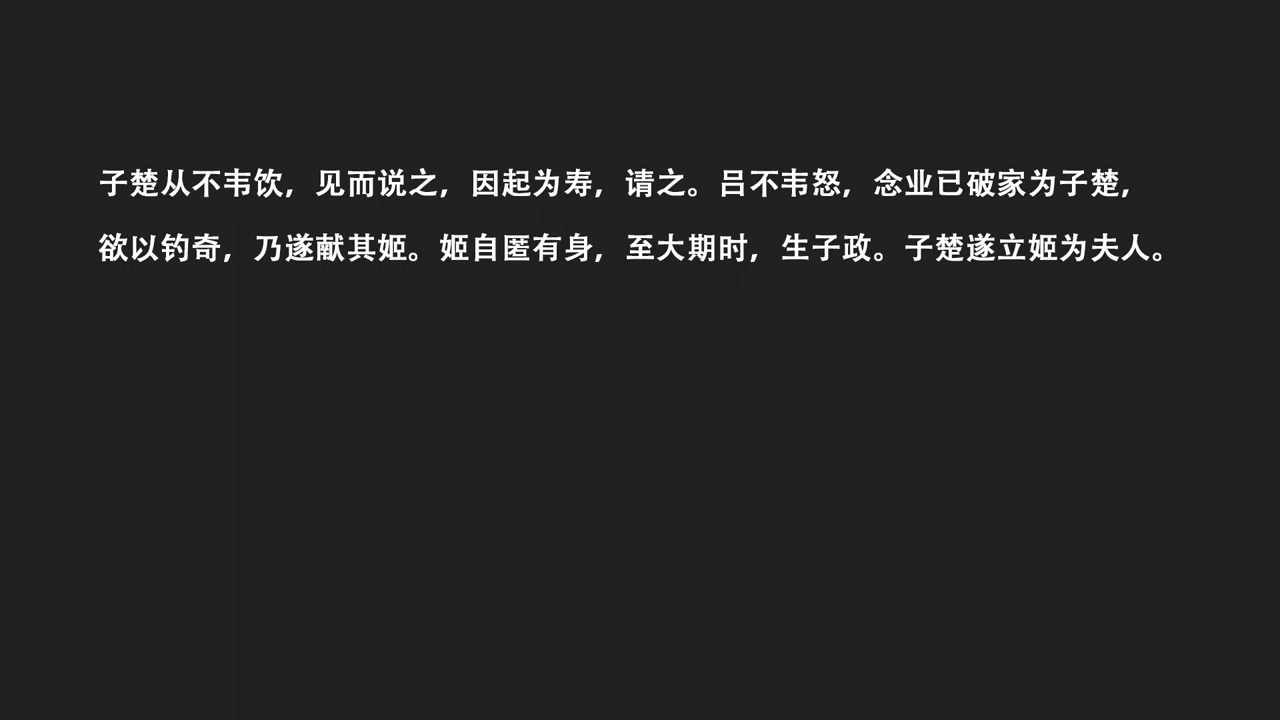 子楚从不韦饮，见而说之，因起为寿，请之。吕不韦怒，念业已破家为子楚，
欲以钓奇，乃遂献其姬。姬自匿有身，至大期时，生子政。子楚遂立姬为夫人。